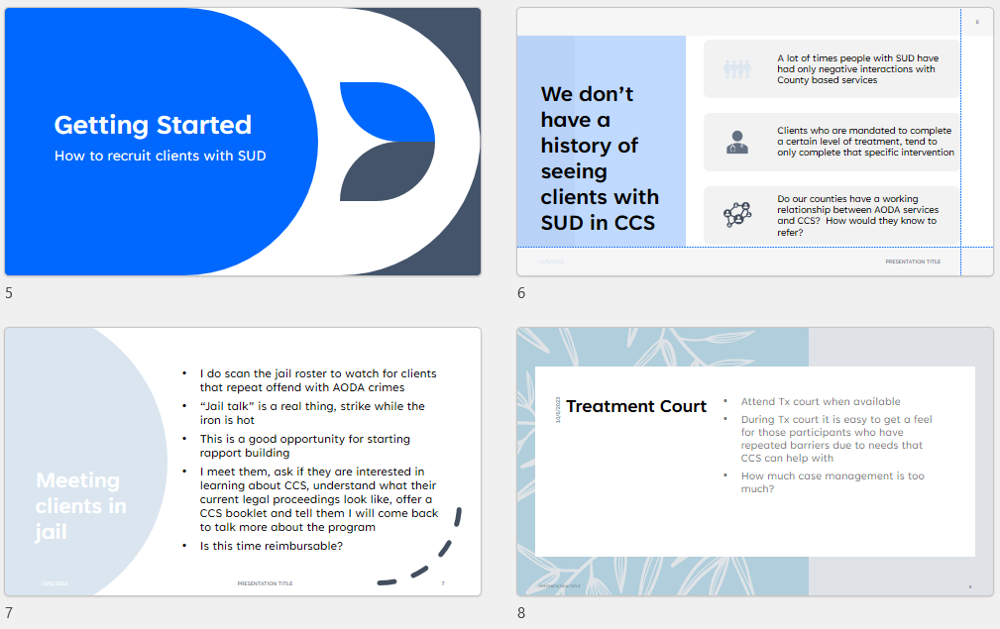 Getting Started
How to recruit clients with SUD
5
6
We don’t
have a
history of
seeing
clients with
SUD in CCS
A lot of times people with SUD have
had only negative interactions with
County based services
Clients who are mandated to complete
a certain level of treatment, tend to
only complete that specific intervention
Do our counties have a working
relationship between AODA services
and CCS?  How would they know to
refer?
PRESENTATION TITLE
6
Meeting
clients in
jail
• I do scan the jail roster to watch for clients
that repeat offend with AODA crimes
• “Jail talk” is a real thing, strike while the
iron is hot
• This is a good opportunity for starting
rapport building
• I meet them, ask if they are interested in
learning about CCS, understand what their
current legal proceedings look like, offer a
CCS booklet and tell them I will come back
to talk more about the program
• Is this time reimbursable?
PRESENTATION TITLE
7
7
10/9/2023
Treatment Court
• Attend Tx court when available
• During Tx court it is easy to get a feel
for those participants who have
repeated barriers due to needs that
CCS can help with
• How much case management is too
much?
PRESENTATION TITLE
8
8